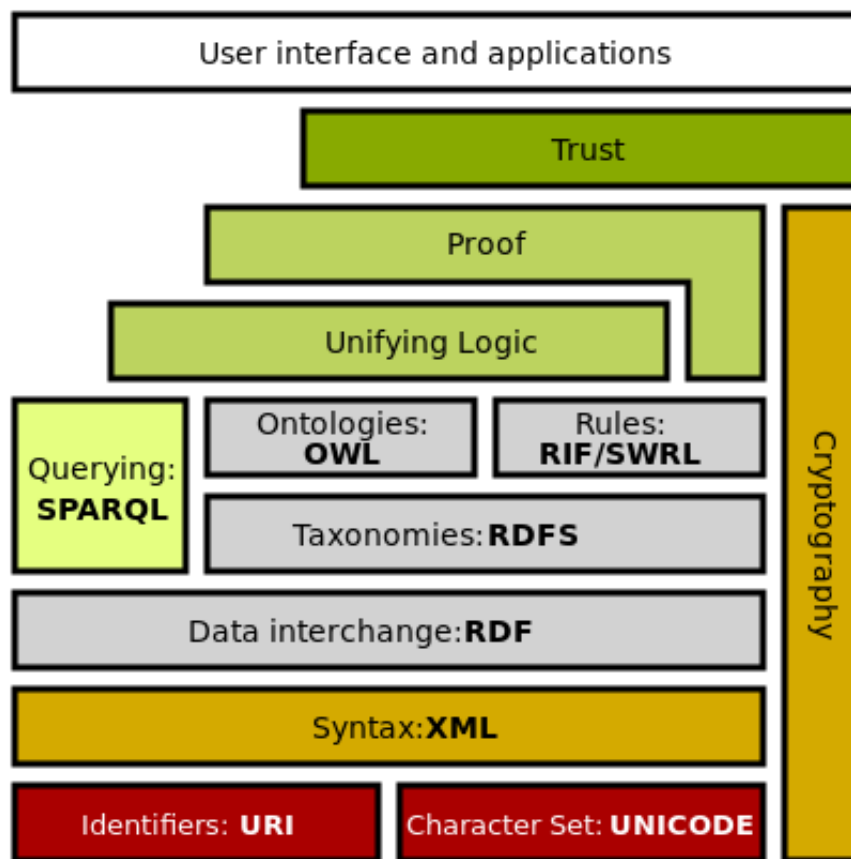 User interface and applications
Trust
Proof
Unifying Logic
Ontologies:
OWL
Rules:
RIF/SWRL
Querying:
SPARQL
Taxonomies:RDFS
Cryptography
Data interchange:RDF
Syntax:XML
Identifiers: URI
Character Set: UNICODE